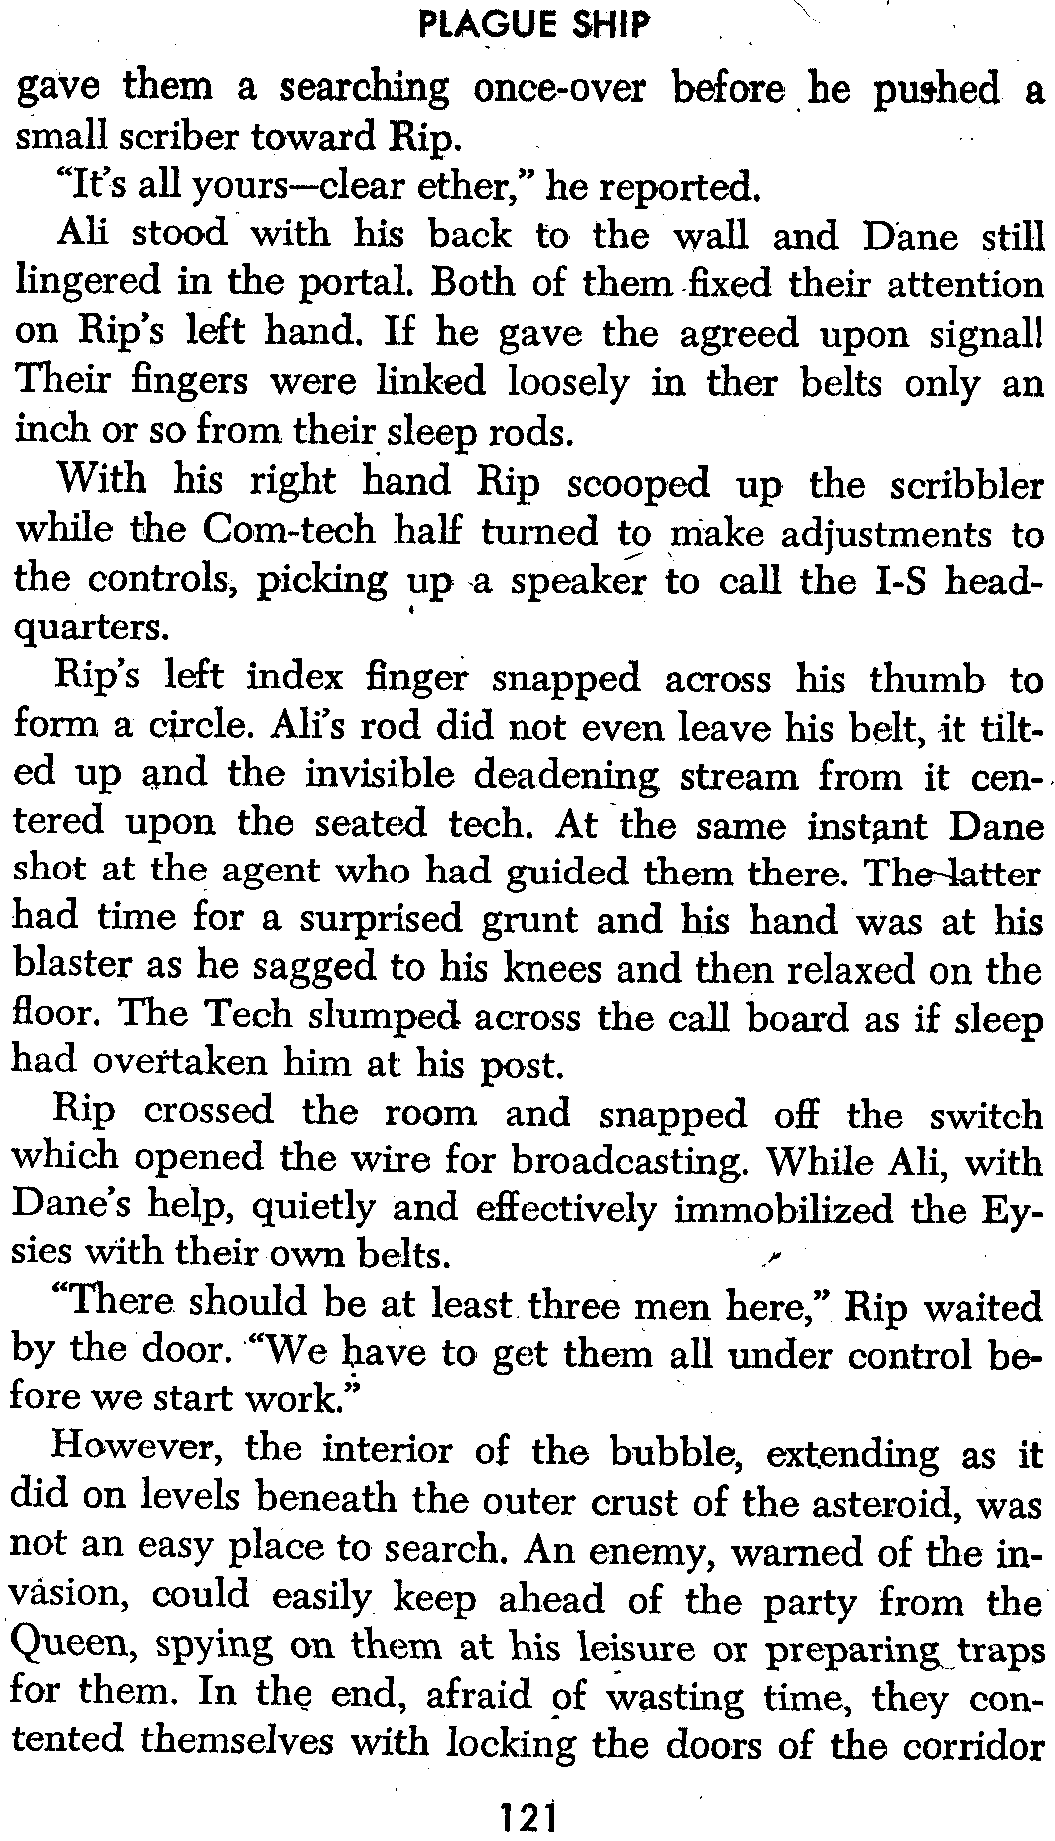 PLAGUE SHIP
gave them a searching once-over before he pushed a
small scriber toward Rip.
“It’s all yours—clear ether,” he reported.
Ali stood with his back to the wall and Dane still
lingered in the portal. Both of them fixed their attention
on Rip’s left hand. If he gave the agreed upon signal!
Their fingers were linked loosely in ther belts only an
inch or so from their sleep rods.
With his right hand Rip scooped up the scribbler
while the Com-tech half turned to make adjustments to
the controls, picking up a speaker to call the I-S head-
quarters.
Rip’s left index finger snapped across his thumb to
form a circle. Ali’s rod did not even leave his belt, it tilt-
ed up and the invisible deadening stream from it cen-
tered upon the seated tech. At the same instant Dane
shot at the agent who had guided them there. The latter
had time for a surprised grunt and his hand was at his
blaster as he sagged to his knees and then relaxed on the
floor. The Tech slumped across the call board as if sleep
had overtaken him at his post.
Rip crossed the room and snapped off the switch
which opened the wire for broadcasting. While Ali, with
Dane’s help, quietly and effectively immobilized the Ey-
sies with their own belts.
“There should be at least three men here,” Rip waited
by the door. “We have to get them all under control be-
fore we start work.”
However, the interior of the bubble, extending as it
did on levels beneath the outer crust of the asteroid, was
not an easy place to search. An enemy, warned of the in-
vasion, could easily keep ahead of the party from the
Queen, spying on them at his leisure or preparing traps
for them. In the end, afraid of wasting time, they con-
tented themselves with locking the doors of the corridor
121